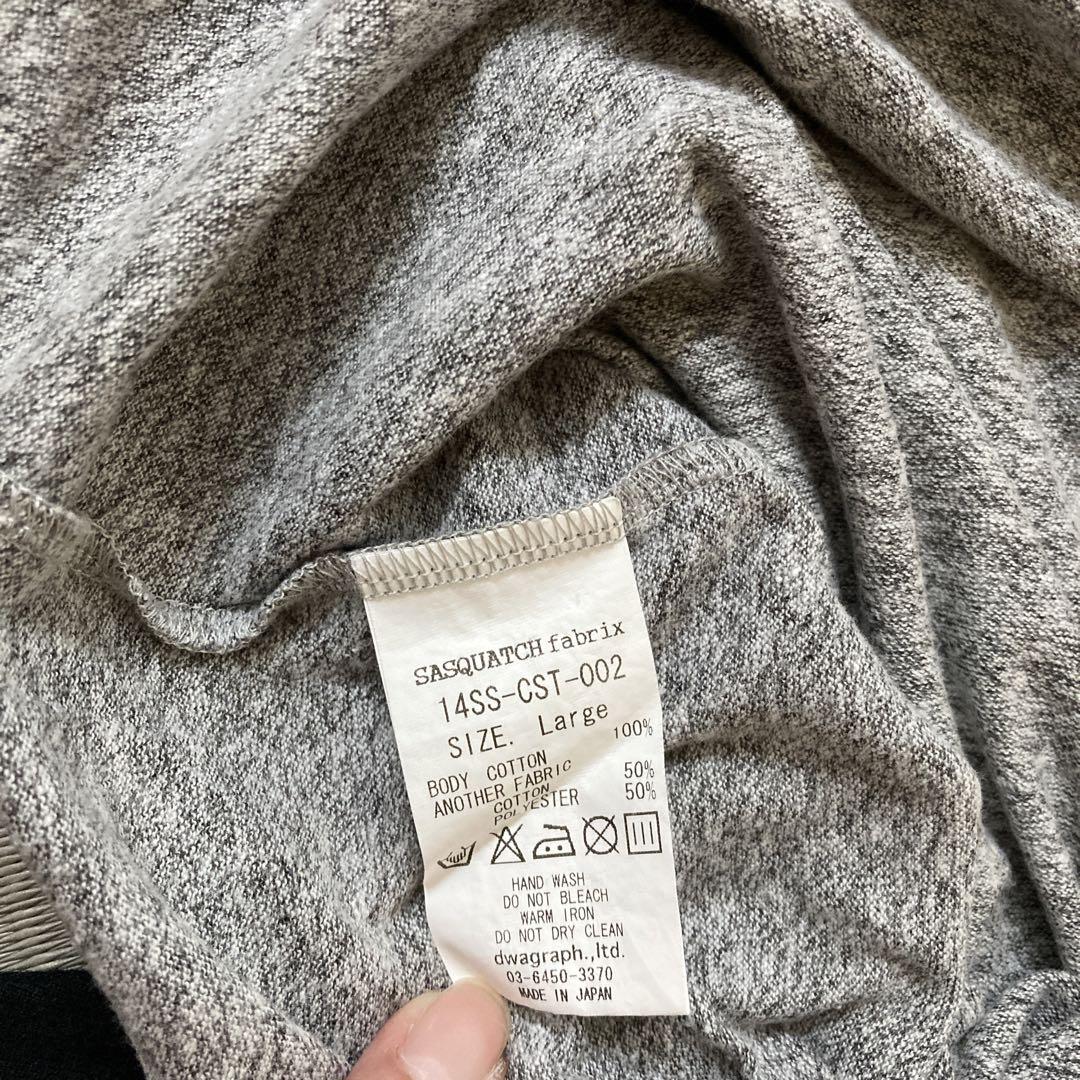 SASQUATCH fabrix
14SS-CST-002
SIZE. Large
BODY COTTON 100%
ANOTHER FABRIC
COTTON 50%
POLYESTER 50%
HAND WASH
DO NOT BLEACH
WARM IRON
DO NOT DRY CLEAN
dwagraph.,ltd.
03-6450-3370
MADE IN JAPAN